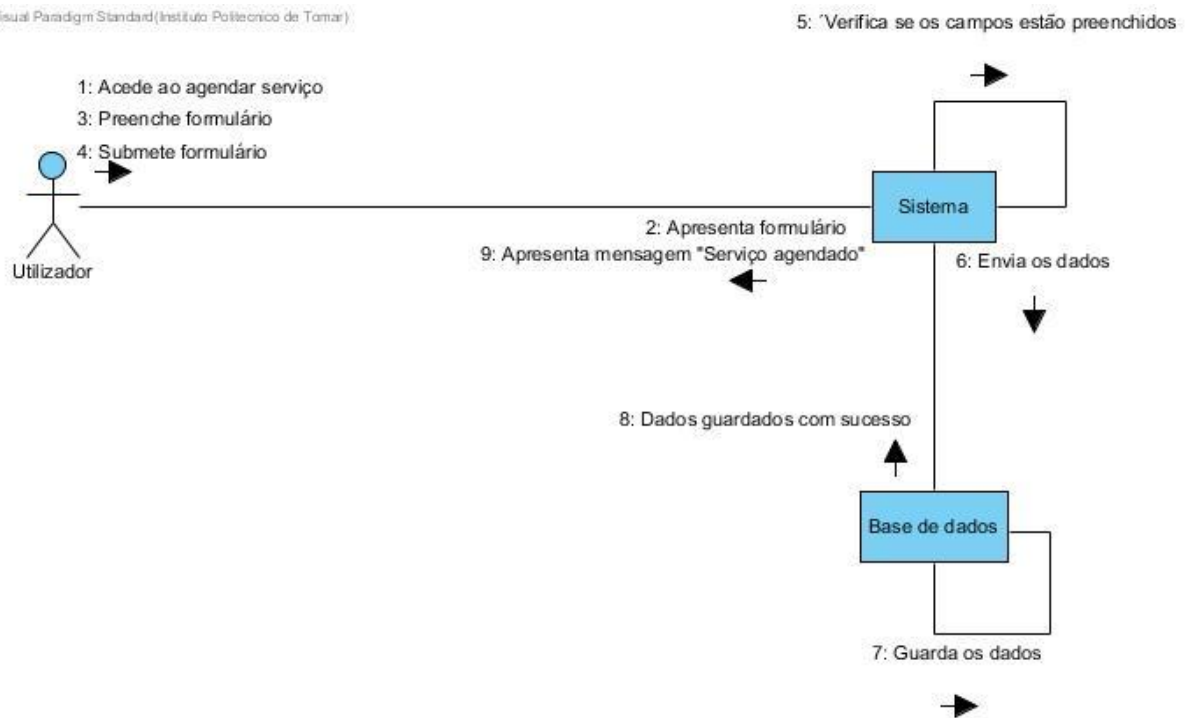 isual Paradigm Standard(Instituto Politecnico de Tomar)
5: ´Verifica se os campos estão preenchidos
1: Acede ao agendar serviço
3: Preenche formulário
4: Submete formulário
Sistema
2: Apresenta formulário
9: Apresenta mensagem "Serviço agendado"
6: Envia os dados
Utilizador
8: Dados guardados com sucesso
Base de dados
7: Guarda os dados